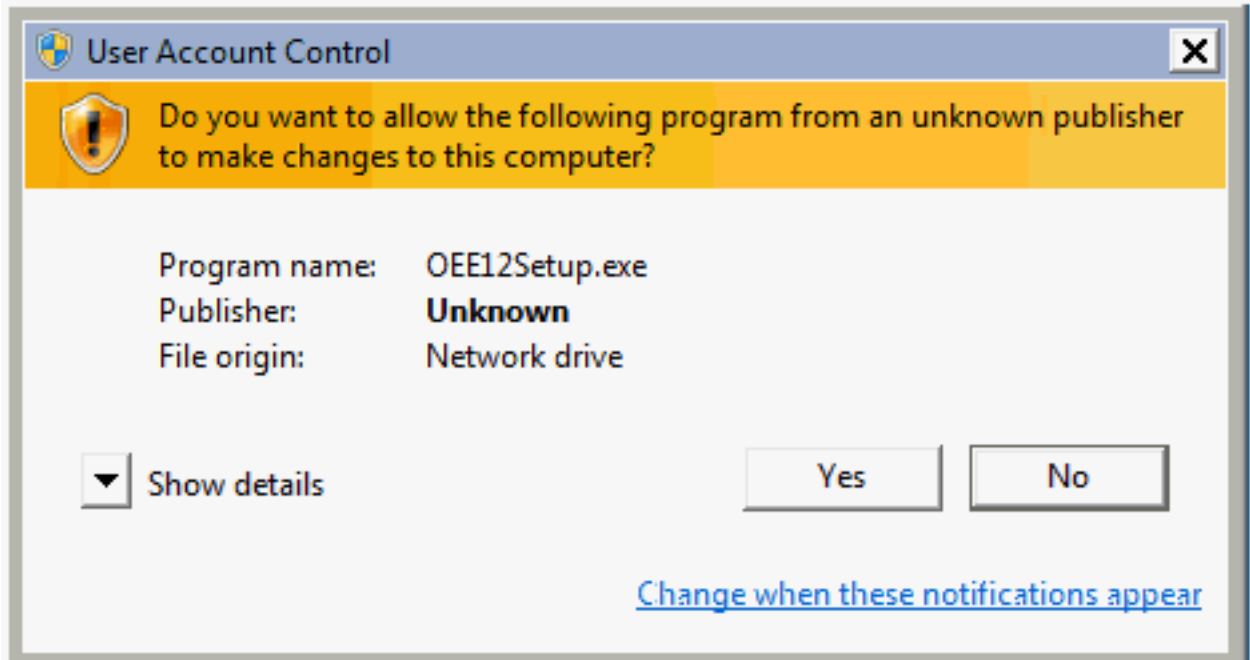 User Account Control
Do you want to allow the following program from an unknown publisher
to make changes to this computer?
Program name: OEE12Setup.exe
Publisher: Unknown
File origin: Network drive
Show details
Yes
No
Change when these notifications appear